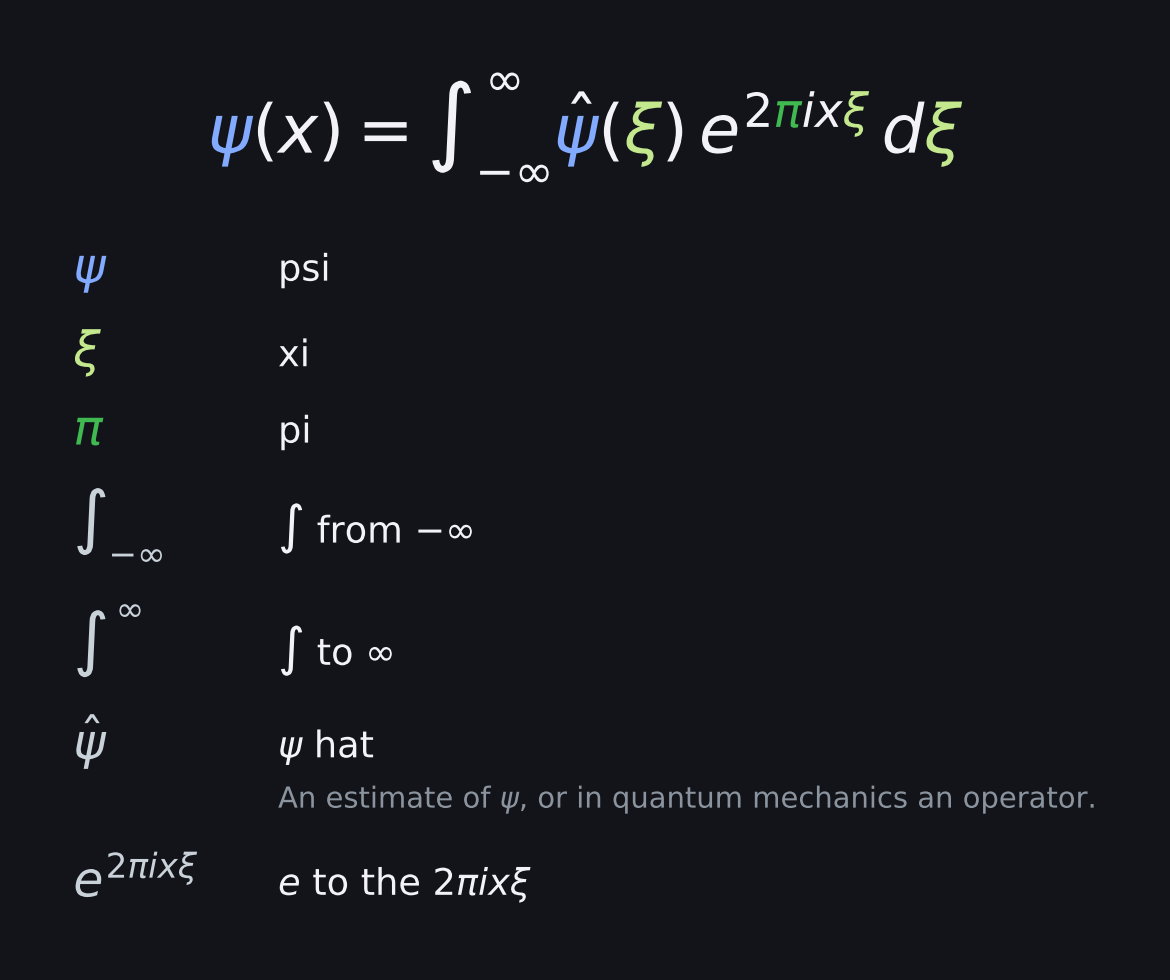 ψ(x) = ∫_{−∞}^{∞} ψ̂(ξ) e^{2πixξ} dξ
ψ psi
ξ xi
π pi
∫_{−∞} ∫ from −∞
∫^{∞} ∫ to ∞
ψ̂ ψ hat
An estimate of ψ, or in quantum mechanics an operator.
e^{2πixξ} e to the 2πixξ